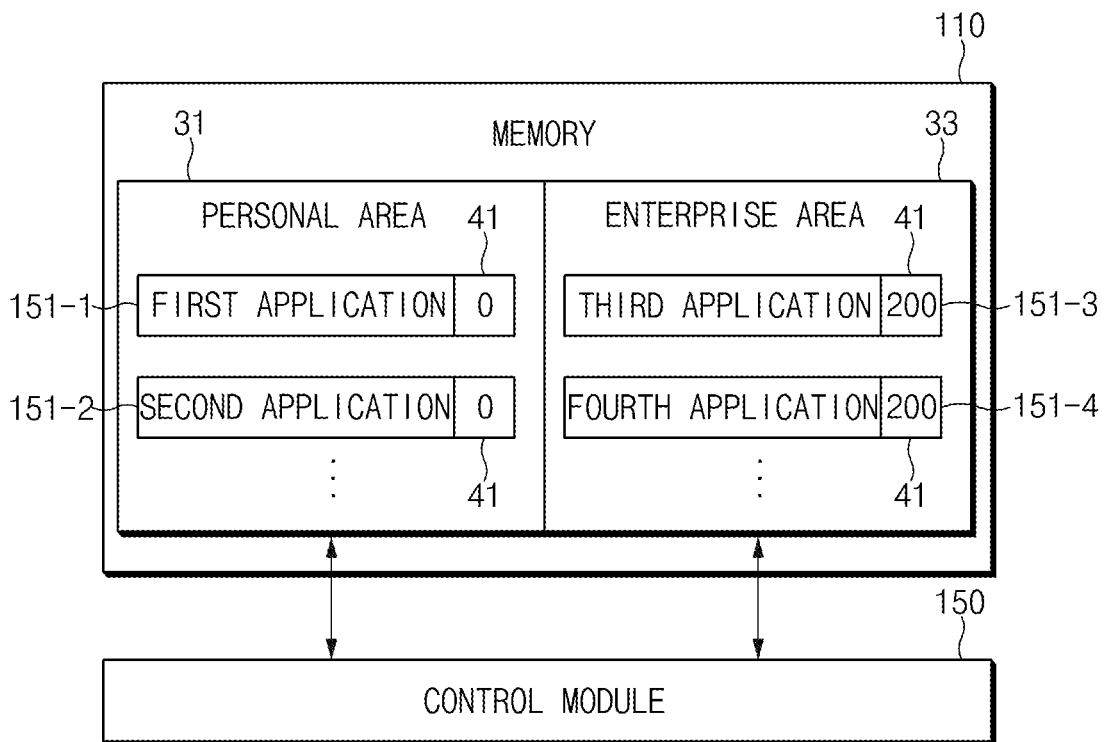 110
31
MEMORY
33
PERSONAL AREA
41
ENTERPRISE AREA
41
151-1
FIRST APPLICATION
0
THIRD APPLICATION
200
151-3
151-2
SECOND APPLICATION
0
FOURTH APPLICATION
200
151-4
41
41
150
CONTROL MODULE